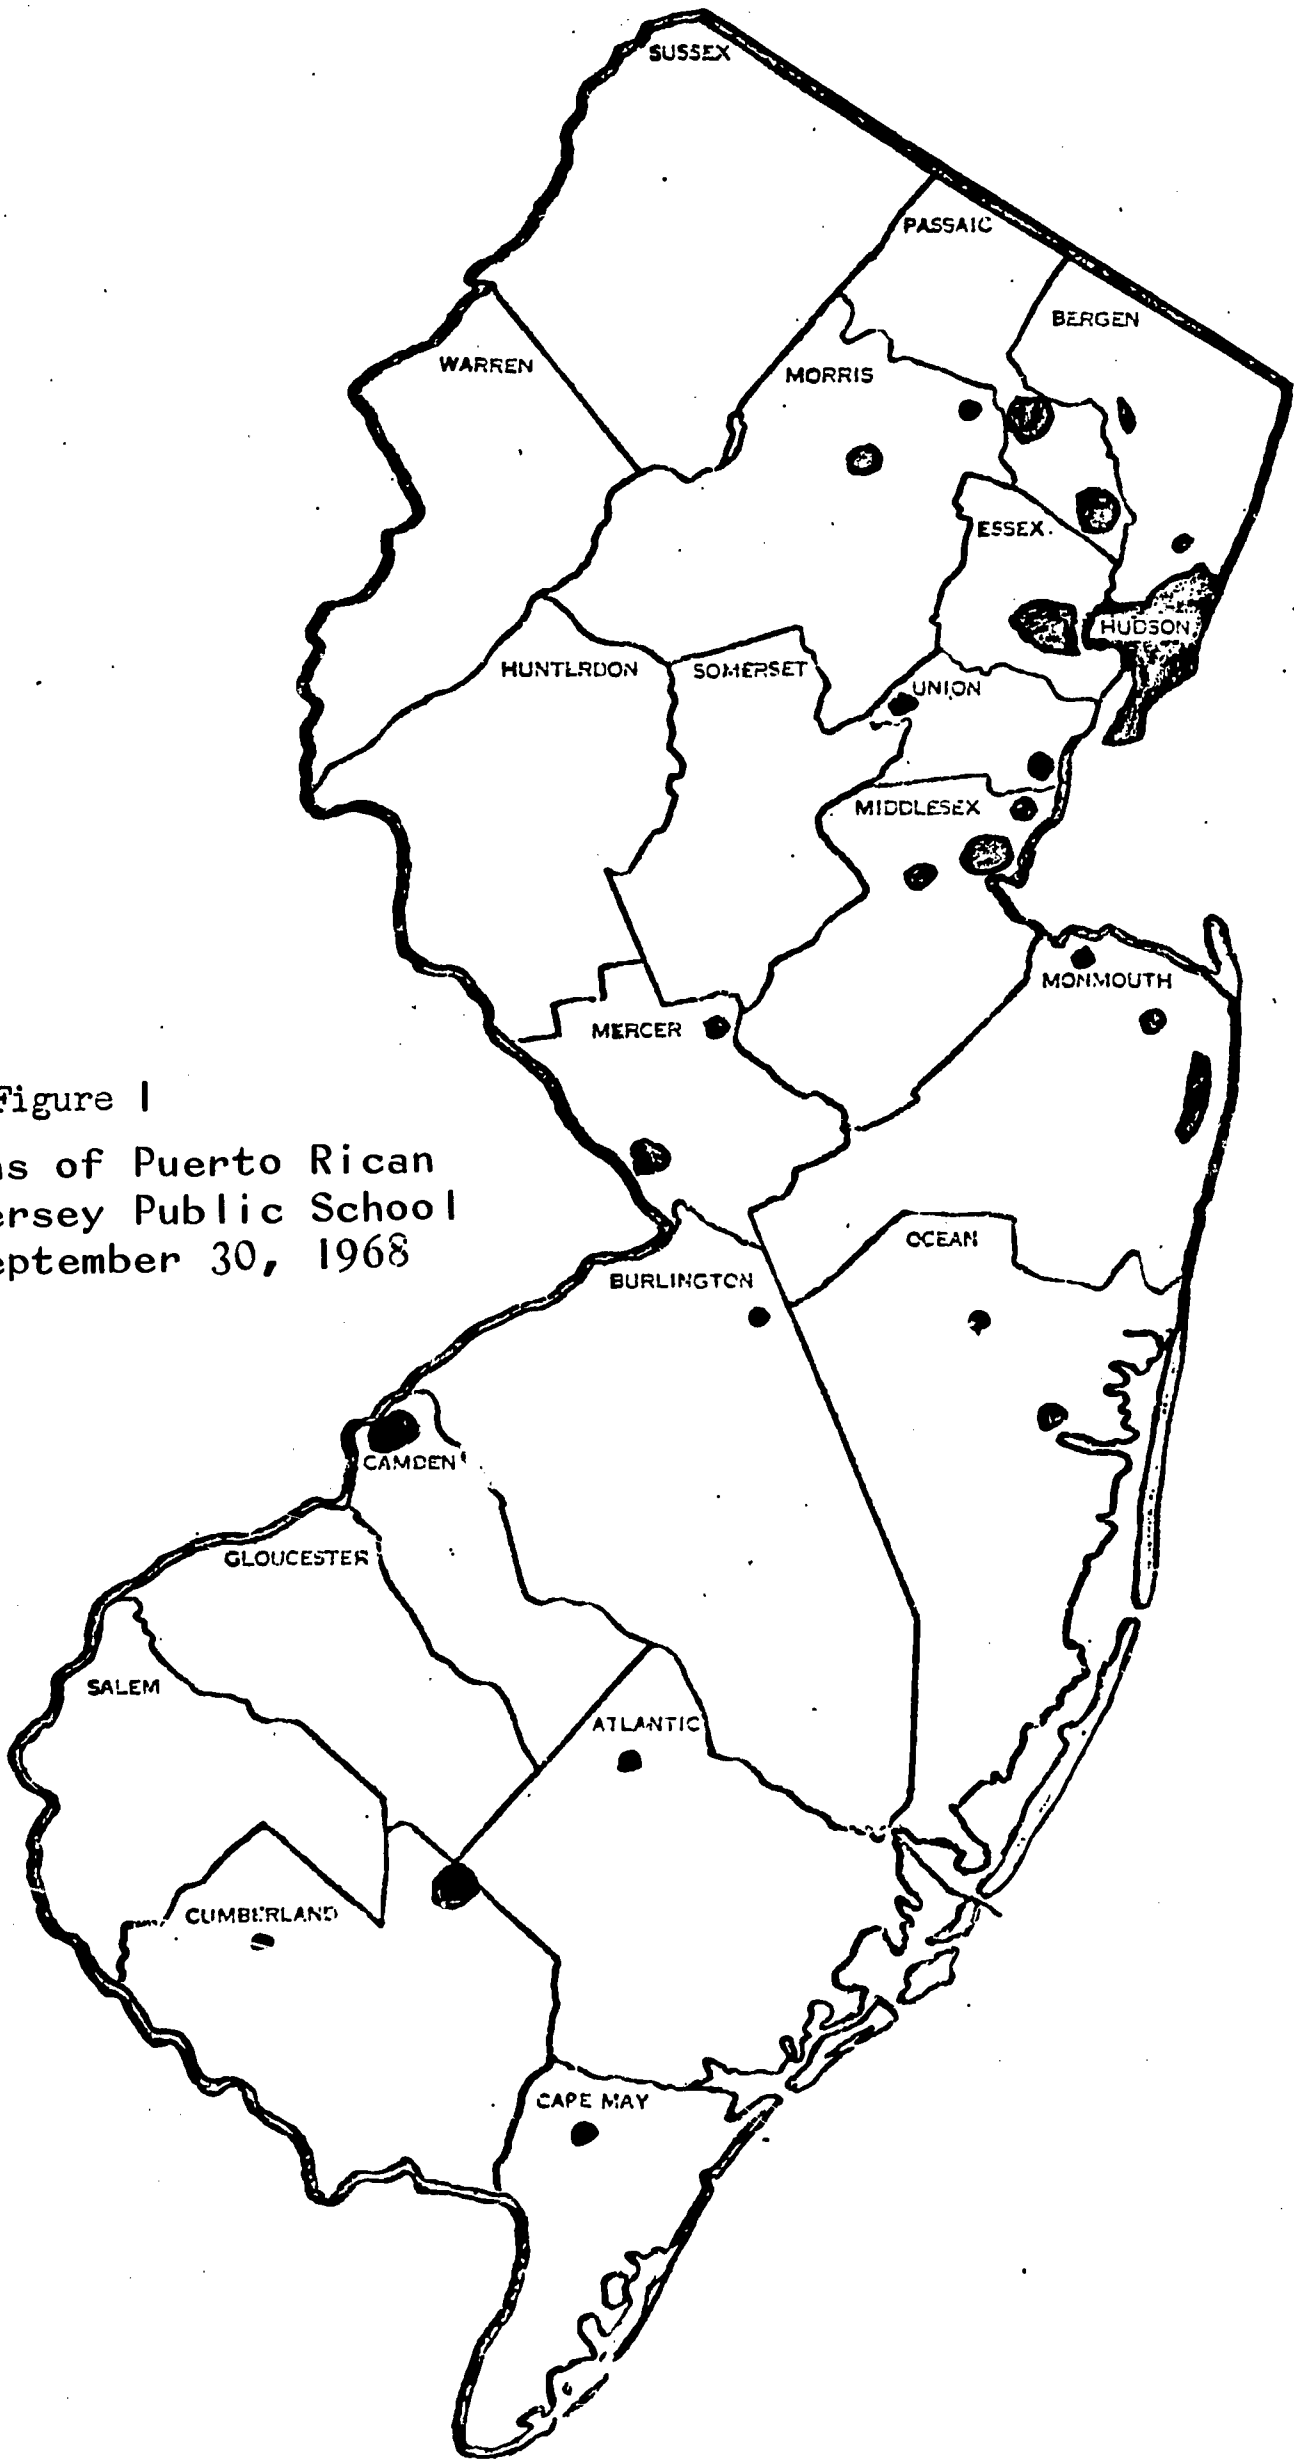 SUSSEX
PASSAIC
BERGEN
WARREN
MORRIS
ESSEX
HUDSON
HUNTERDON
SOMERSET
UNION
MIDDLESEX
MONMOUTH
MERCER
Figure 1
ns of Puerto Rican
ersey Public School
eptember 30, 1968
OCEAN
BURLINGTON
CAMDEN
GLOUCESTER
SALEM
ATLANTIC
CUMBERLAND
CAPE MAY